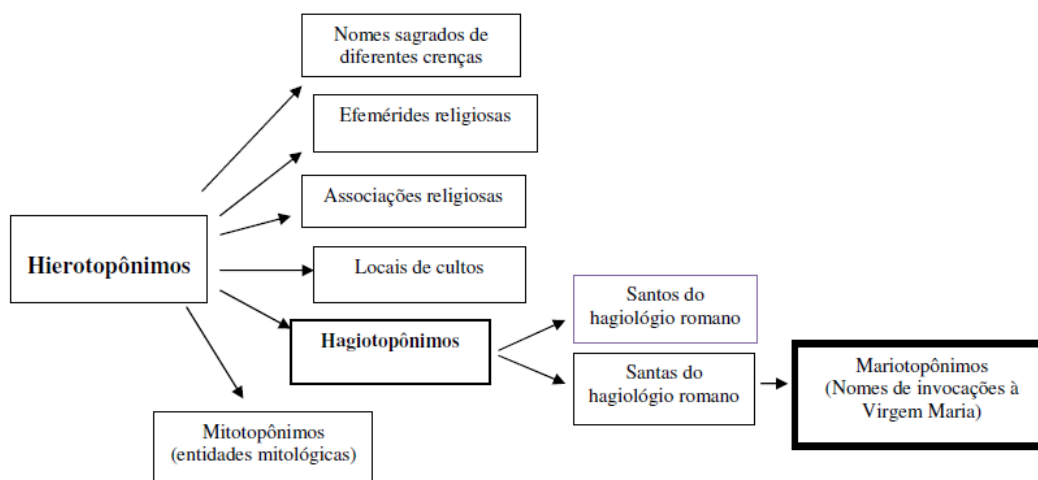 Nomes sagrados de
diferentes crenças
Efemérides religiosas
Associações religiosas
Hierotopônimos
Locais de cultos
Hagiotopônimos
Santos do
hagiológio romano
Santas do
hagiológio romano
Mariotopônimos
(Nomes de invocações à
Virgem Maria)
Mitotopônimos
(entidades mitológicas)